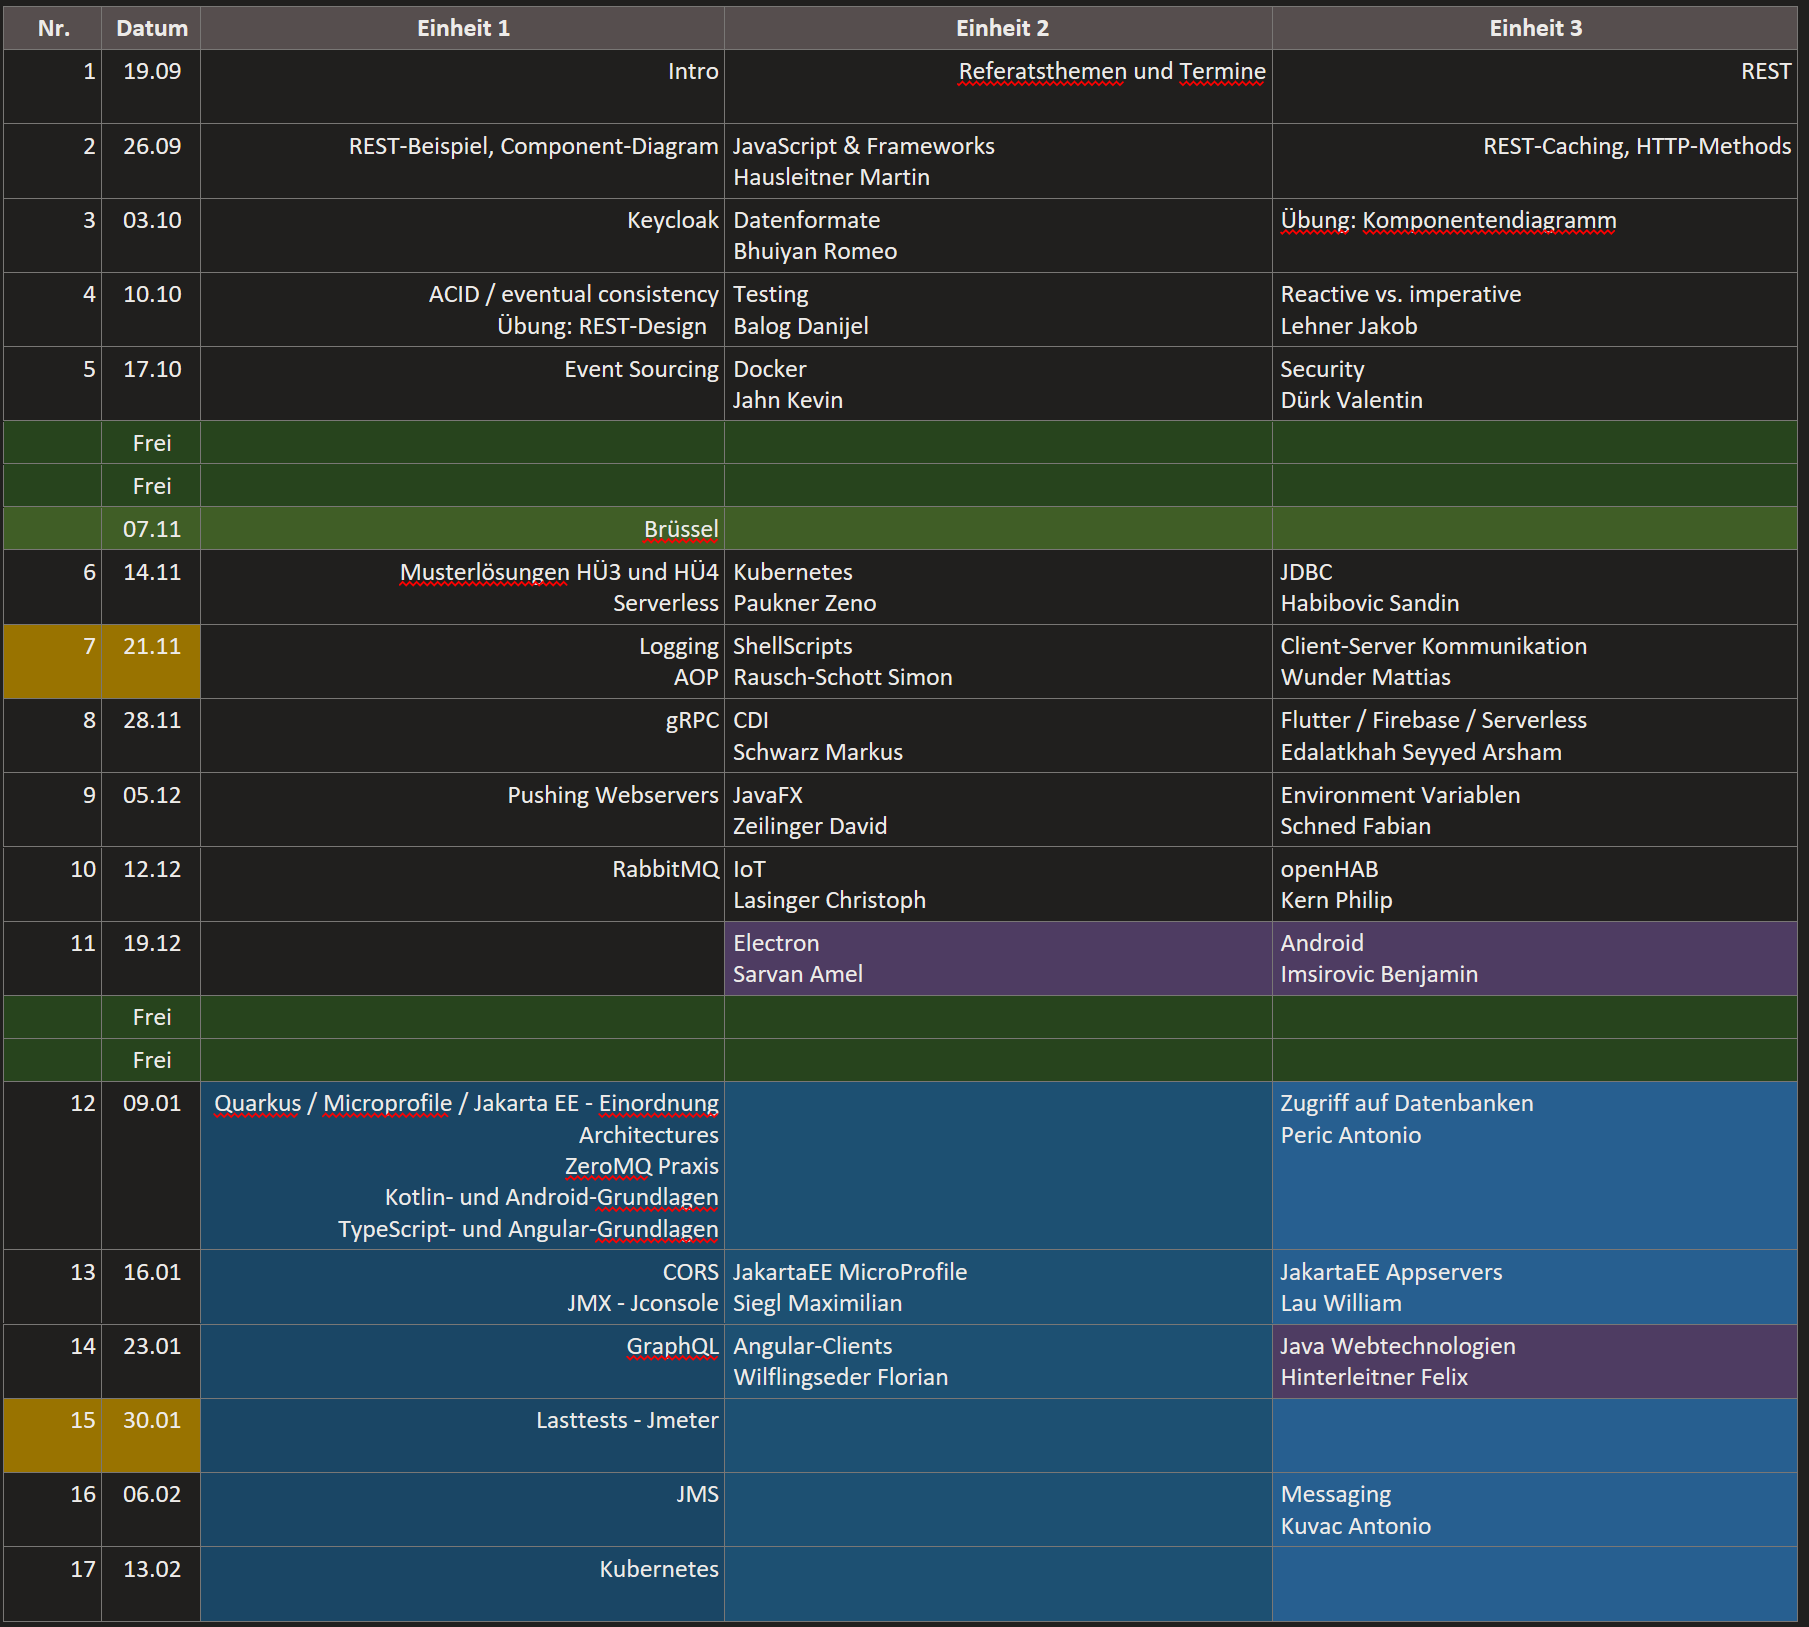 Nr. Datum Einheit 1 Einheit 2 Einheit 3
1 19.09 Intro Referatsthemen und Termine REST
2 26.09 REST-Beispiel, Component-Diagram JavaScript & Frameworks REST-Caching, HTTP-Methods
Hausleitner Martin
3 03.10 Keycloak Datenformate Übung: Komponentendiagramm
Bhuiyan Romeo
4 10.10 ACID / eventual consistency Testing Reactive vs. imperative
Übung: REST-Design Balog Danijel Lehner Jakob
5 17.10 Event Sourcing Docker Security
Jahn Kevin Dürk Valentin
Frei
Frei
07.11 Brüssel
6 14.11 Musterlösungen HÜ3 und HÜ4 Kubernetes JDBC
Serverless Paukner Zeno Habibovic Sandin
7 21.11 Logging ShellScripts Client-Server Kommunikation
AOP Rausch-Schott Simon Wunder Mattias
8 28.11 gRPC CDI Flutter / Firebase / Serverless
Schwarz Markus Edalatkhah Seyyed Arsham
9 05.12 Pushing Webservers JavaFX Environment Variablen
Zeilinger David Schned Fabian
10 12.12 RabbitMQ IoT openHAB
Lasinger Christoph Kern Philip
11 19.12 Electron Android
Sarvan Amel Imsirovic Benjamin
Frei
Frei
12 09.01 Quarkus / Microprofile / Jakarta EE - Einordnung Zugriff auf Datenbanken
Architectures Peric Antonio
ZeroMQ Praxis
Kotlin- und Android-Grundlagen
TypeScript- und Angular-Grundlagen
13 16.01 CORS JakartaEE MicroProfile JakartaEE Appservers
JMX - Jconsole Siegl Maximilian Lau William
14 23.01 GraphQL Angular-Clients Java Webtechnologien
Wilflingseder Florian Hinterleitner Felix
15 30.01 Lasttests - Jmeter
16 06.02 JMS Messaging
Kuvac Antonio
17 13.02 Kubernetes